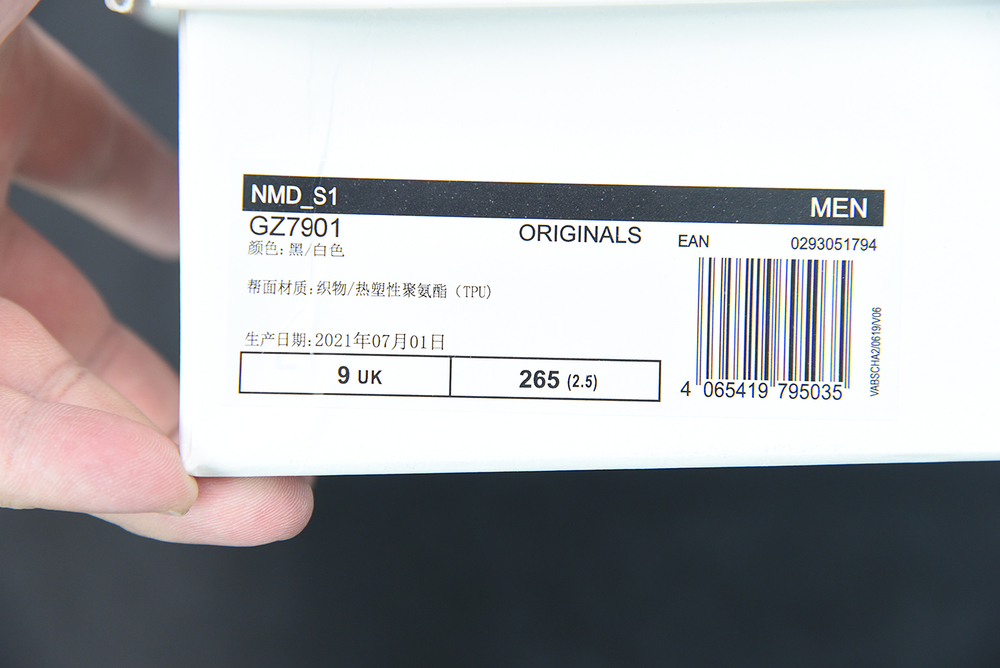 NMD_S1 MEN
GZ7901 ORIGINALS EAN 0293051794
颜色:黑/白色
帮面材质:织物/热塑性聚氨酯（TPU)
生产日期:2021年07月01日
9 UK 265 (2.5)
4 065419 795035
VABSCHA2/0619/V06